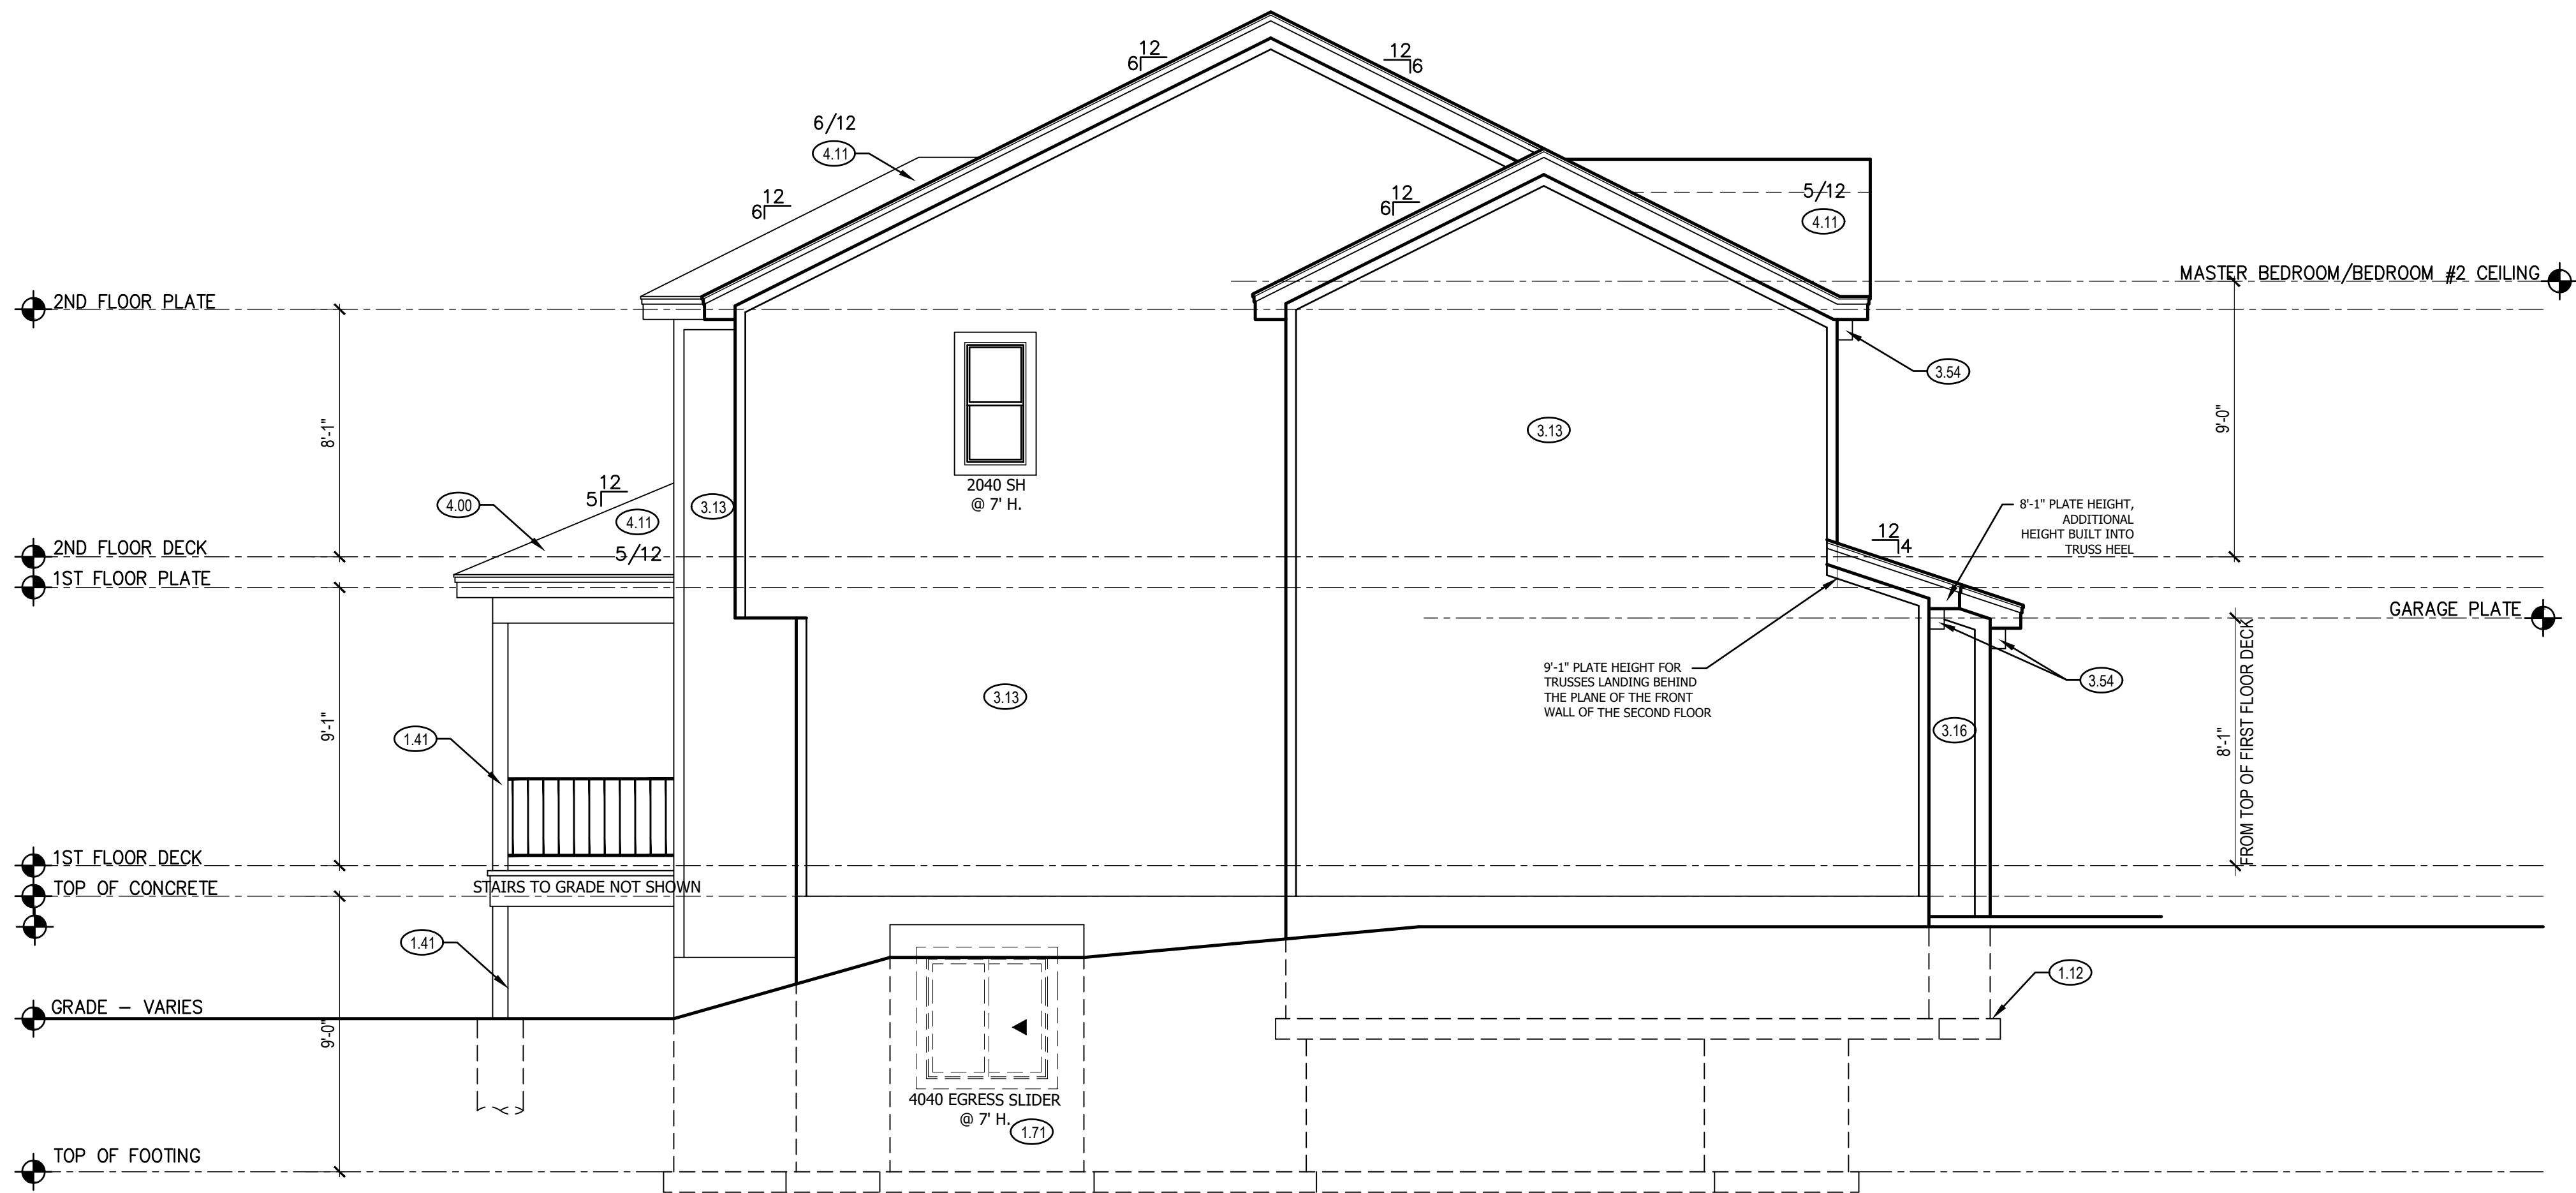 12
6
12
6
6/12
4.11
12
6
12
6
5/12
4.11
MASTER BEDROOM/BEDROOM #2 CEILING
2ND FLOOR PLATE
3.54
8'-1"
9'-0"
3.13
2040 SH
@ 7' H.
12
5
4.00
4.11
3.13
5/12
8'-1" PLATE HEIGHT,
ADDITIONAL
HEIGHT BUILT INTO
TRUSS HEEL
12
4
2ND FLOOR DECK
1ST FLOOR PLATE
GARAGE PLATE
9'-1" PLATE HEIGHT FOR
TRUSSES LANDING BEHIND
THE PLANE OF THE FRONT
WALL OF THE SECOND FLOOR
3.54
3.13
3.16
1.41
9'-1"
8'-1"
FROM TOP OF FIRST FLOOR DECK
1ST FLOOR DECK
TOP OF CONCRETE
STAIRS TO GRADE NOT SHOWN
1.41
1.12
GRADE - VARIES
9'-0"
4040 EGRESS SLIDER
@ 7' H.
1.71
TOP OF FOOTING